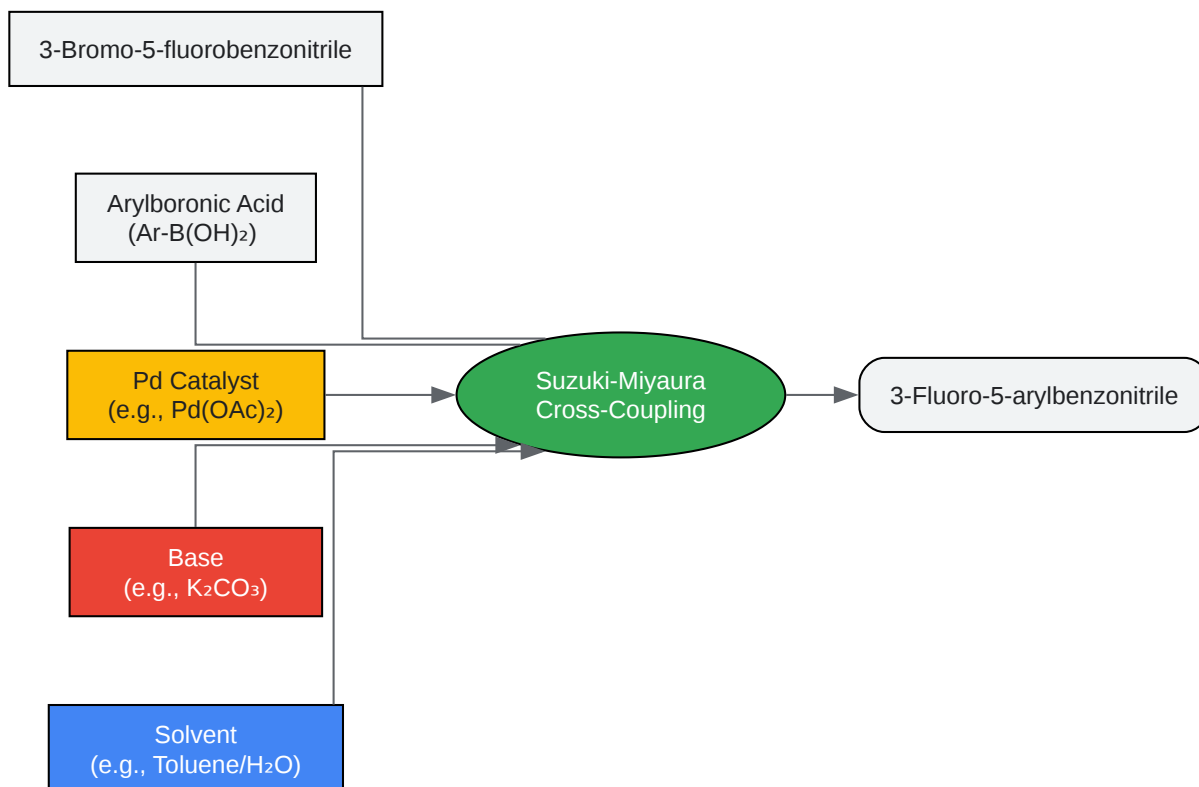 3-Bromo-5-fluorobenzonitrile
Arylboronic Acid
(Ar-B(OH)₂)
Pd Catalyst
(e.g., Pd(OAc)₂)
Suzuki-Miyaura
Cross-Coupling
3-Fluoro-5-arylbenzonitrile
Base
(e.g., K₂CO₃)
Solvent
(e.g., Toluene/H₂O)